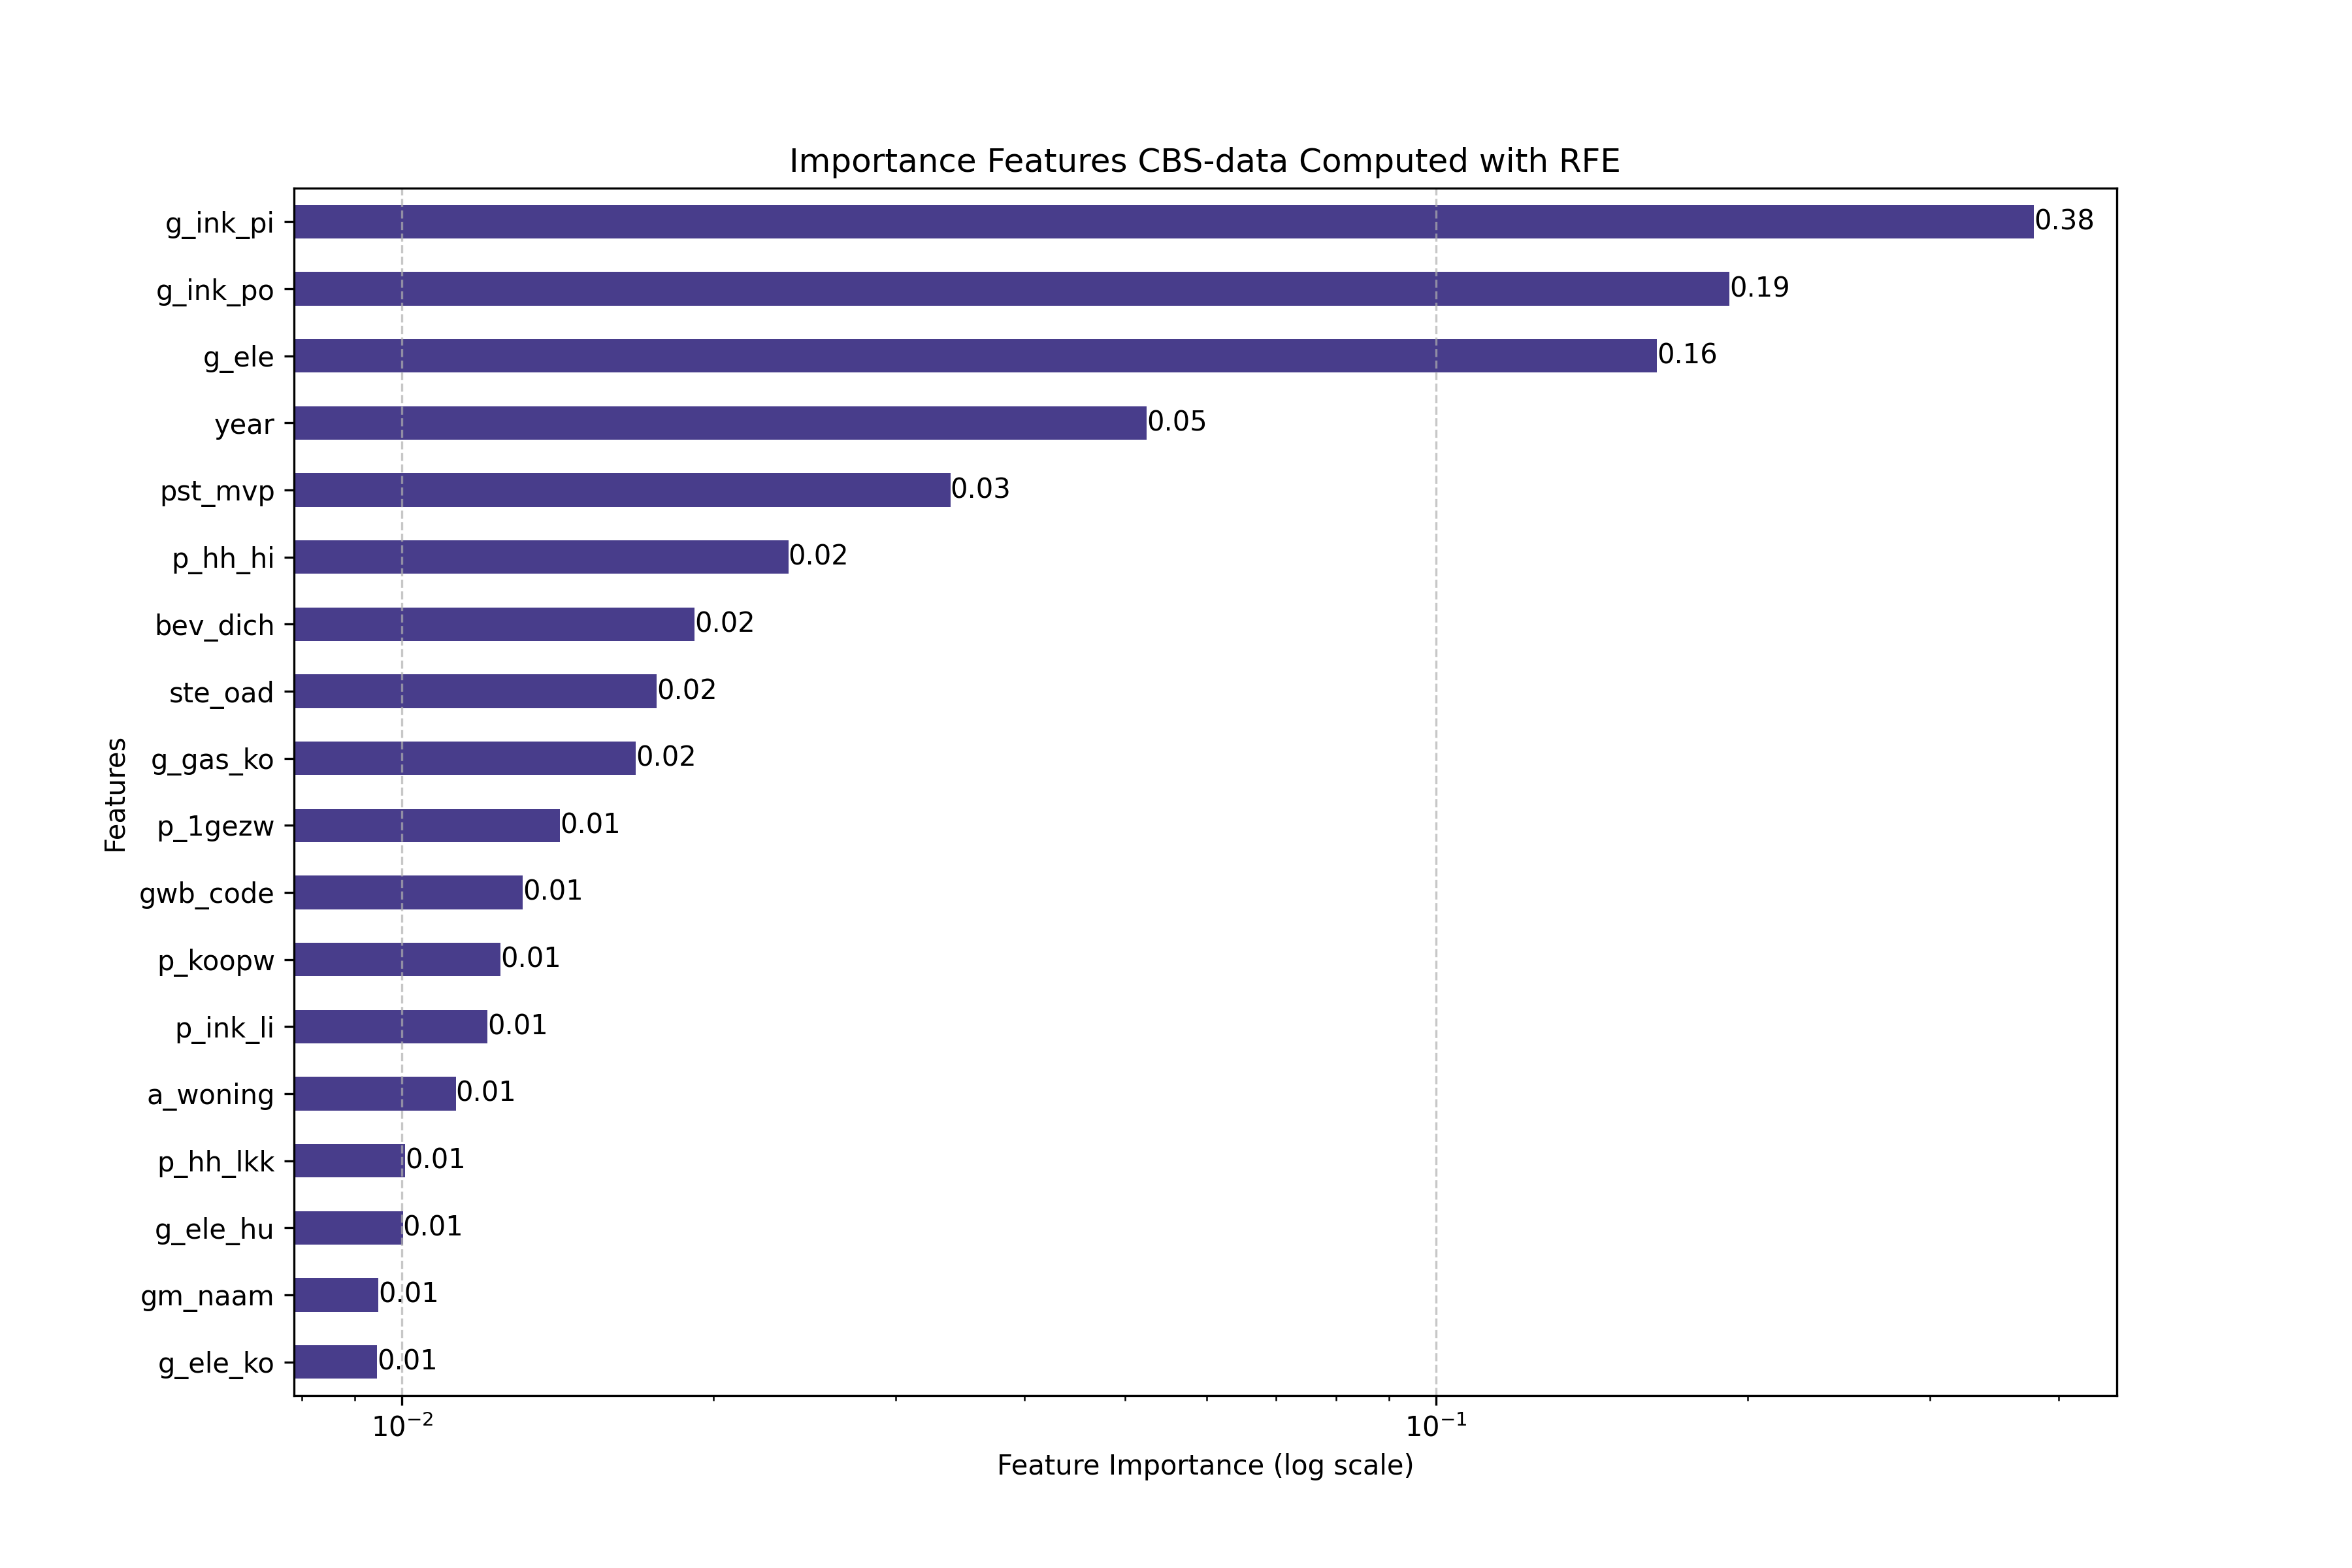 Importance Features CBS-data Computed with RFE
g_ink_pi 0.38
g_ink_po 0.19
g_ele 0.16
year 0.05
pst_mvp 0.03
p_hh_hi 0.02
bev_dich 0.02
ste_oad 0.02
g_gas_ko 0.02
p_1gezw 0.01
gwb_code 0.01
p_koopw 0.01
p_ink_li 0.01
a_woning 0.01
p_hh_lkk 0.01
g_ele_hu 0.01
gm_naam 0.01
g_ele_ko 0.01
Features
10⁻² 10⁻¹
Feature Importance (log scale)